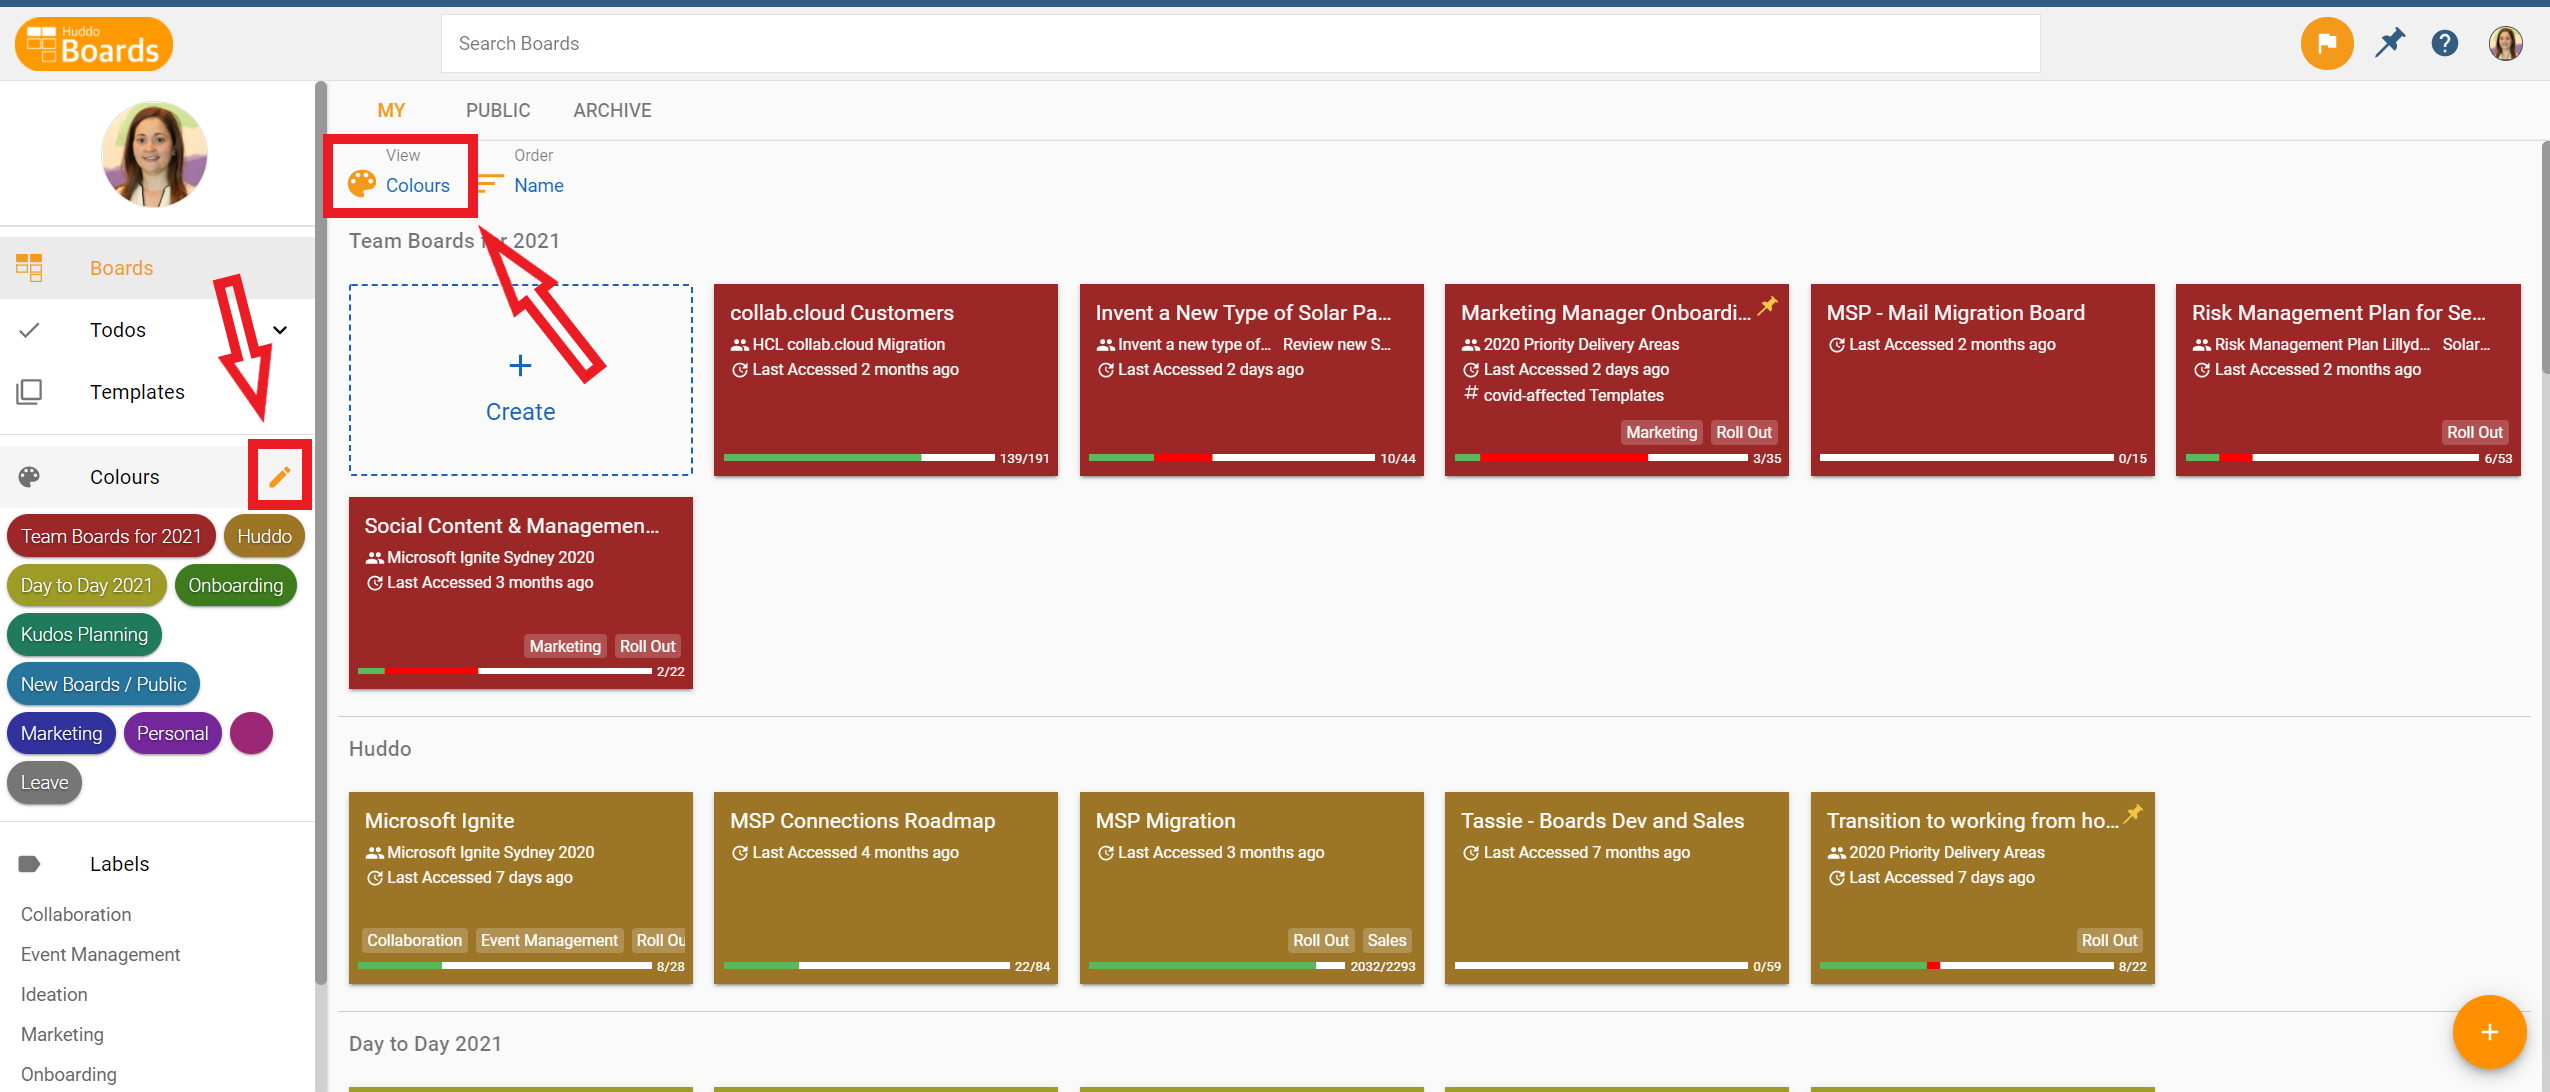 Huddo
Boards
Search Boards
MY PUBLIC ARCHIVE
View
Colours
Order
Name
Boards
Todos
Templates
Colours
Team Boards for 2021 Huddo
Day to Day 2021 Onboarding
Kudos Planning
New Boards / Public
Marketing Personal
Leave
Labels
Collaboration
Event Management
Ideation
Marketing
Onboarding
Team Boards for 2021
+
Create
collab.cloud Customers
HCL collab.cloud Migration
Last Accessed 2 months ago
139/191
Invent a New Type of Solar Pa...
Invent a new type of... Review new S...
Last Accessed 2 days ago
10/44
Marketing Manager Onboardi...
2020 Priority Delivery Areas
Last Accessed 2 days ago
# covid-affected Templates
Marketing Roll Out
3/35
MSP - Mail Migration Board
Last Accessed 2 months ago
0/15
Risk Management Plan for Se...
Risk Management Plan Lillyd... Solar...
Last Accessed 2 months ago
Roll Out
6/53
Social Content & Managemen...
Microsoft Ignite Sydney 2020
Last Accessed 3 months ago
Marketing Roll Out
2/22
Huddo
Microsoft Ignite
Microsoft Ignite Sydney 2020
Last Accessed 7 days ago
Collaboration Event Management Roll Ou
8/28
MSP Connections Roadmap
Last Accessed 4 months ago
22/84
MSP Migration
Last Accessed 3 months ago
Roll Out Sales
2032/2293
Tassie - Boards Dev and Sales
Last Accessed 7 months ago
0/59
Transition to working from ho...
2020 Priority Delivery Areas
Last Accessed 7 days ago
Roll Out
8/22
Day to Day 2021
+